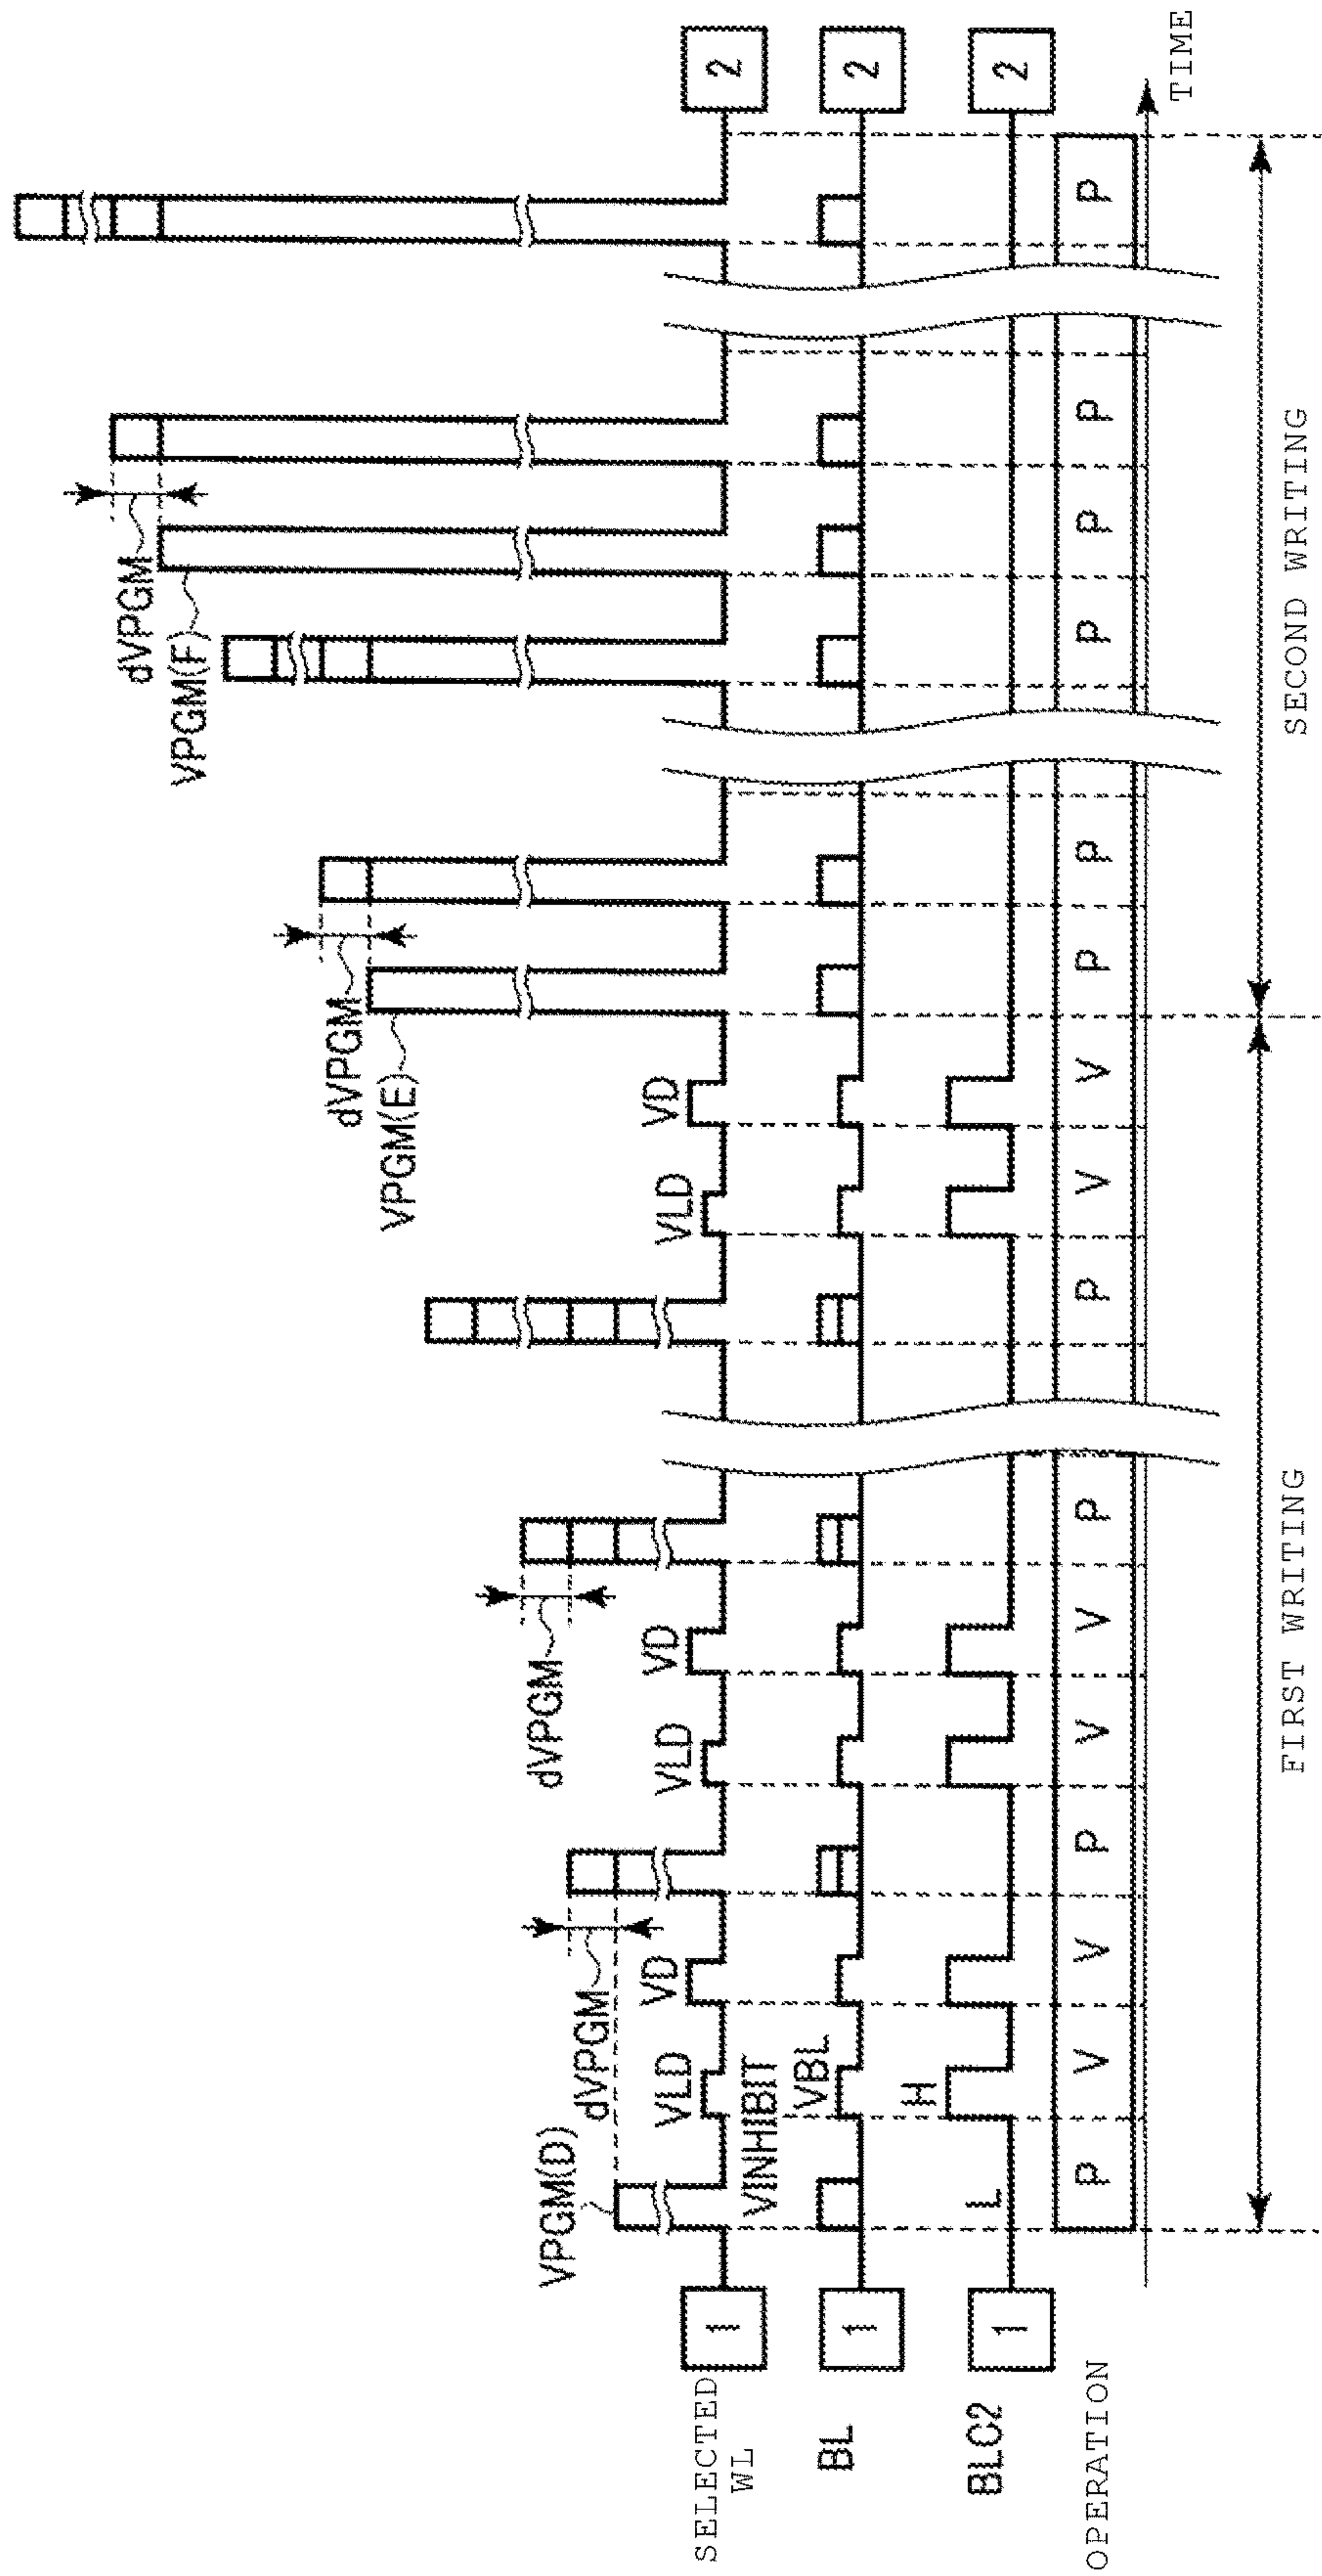 VPGM(D)
dVPGM
dVPGM
dVPGM
VPGM(E)
dVPGM
VPGM(F)
SELECTED
WL
1
VLD
VD
VLD
VD
VLD
VD
2
VINHIBIT
VBL
BL
1
2
H
L
BLC2
1
2
OPERATION
P V V P V V P P V V P P P P P P
TIME
FIRST WRITING
SECOND WRITING